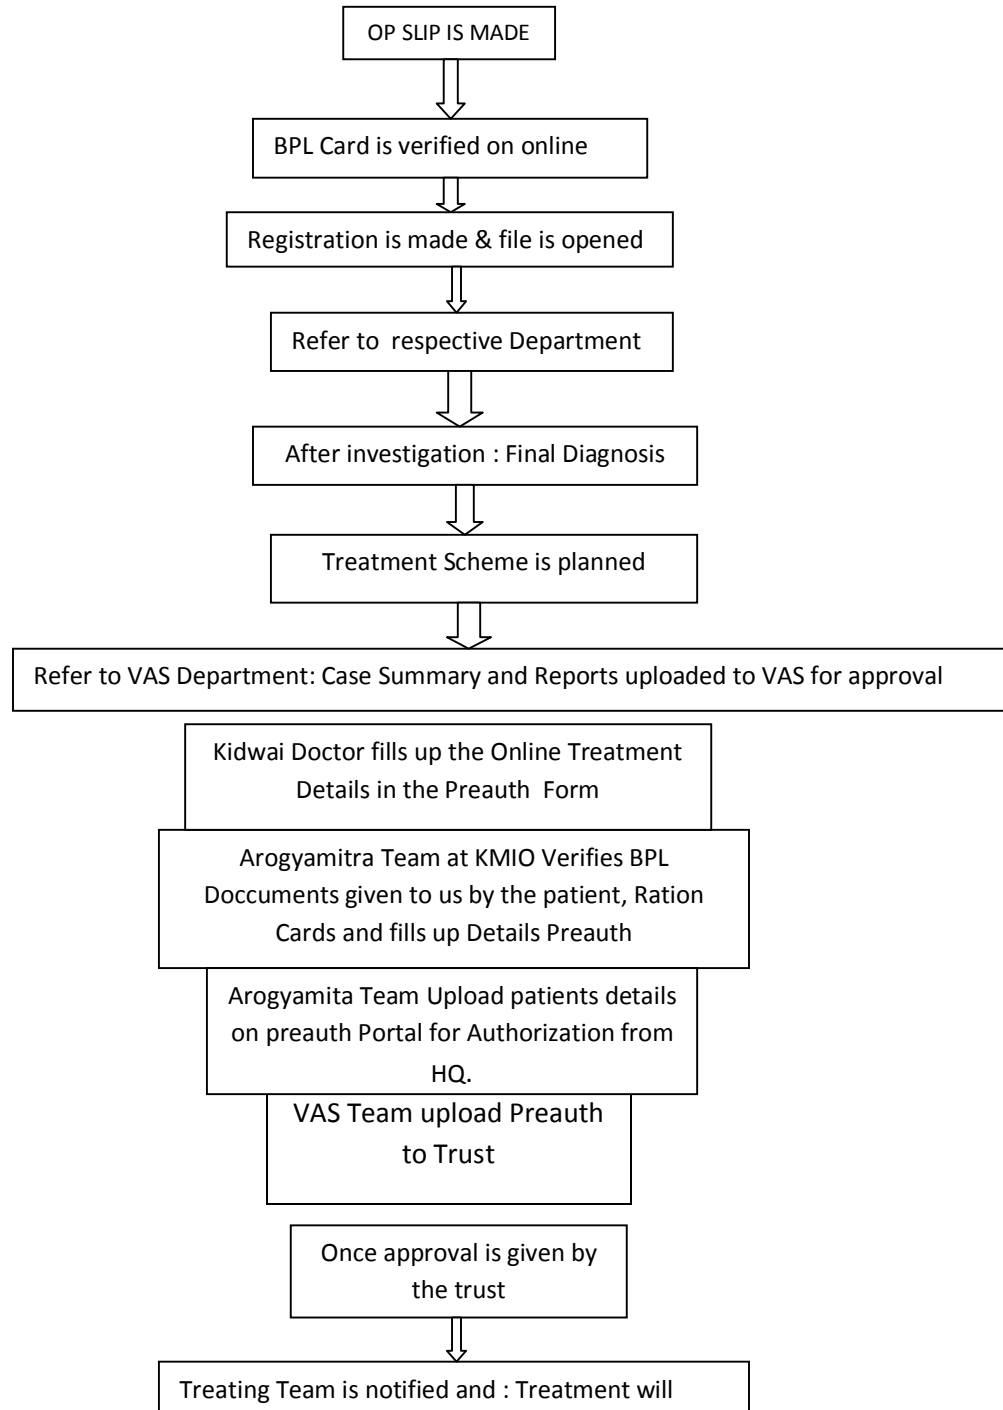 OP SLIP IS MADE
BPL Card is verified on online
Registration is made & file is opened
Refer to  respective Department
After investigation : Final Diagnosis
Treatment Scheme is planned
Refer to VAS Department: Case Summary and Reports uploaded to VAS for approval
Kidwai Doctor fills up the Online Treatment
Details in the Preauth  Form
Arogyamitra Team at KMIO Verifies BPL
Doccuments given to us by the patient, Ration
Cards and fills up Details Preauth
Arogyamita Team Upload patients details
on preauth Portal for Authorization from
HQ.
VAS Team upload Preauth
to Trust
Once approval is given by
the trust
Treating Team is notified and : Treatment will